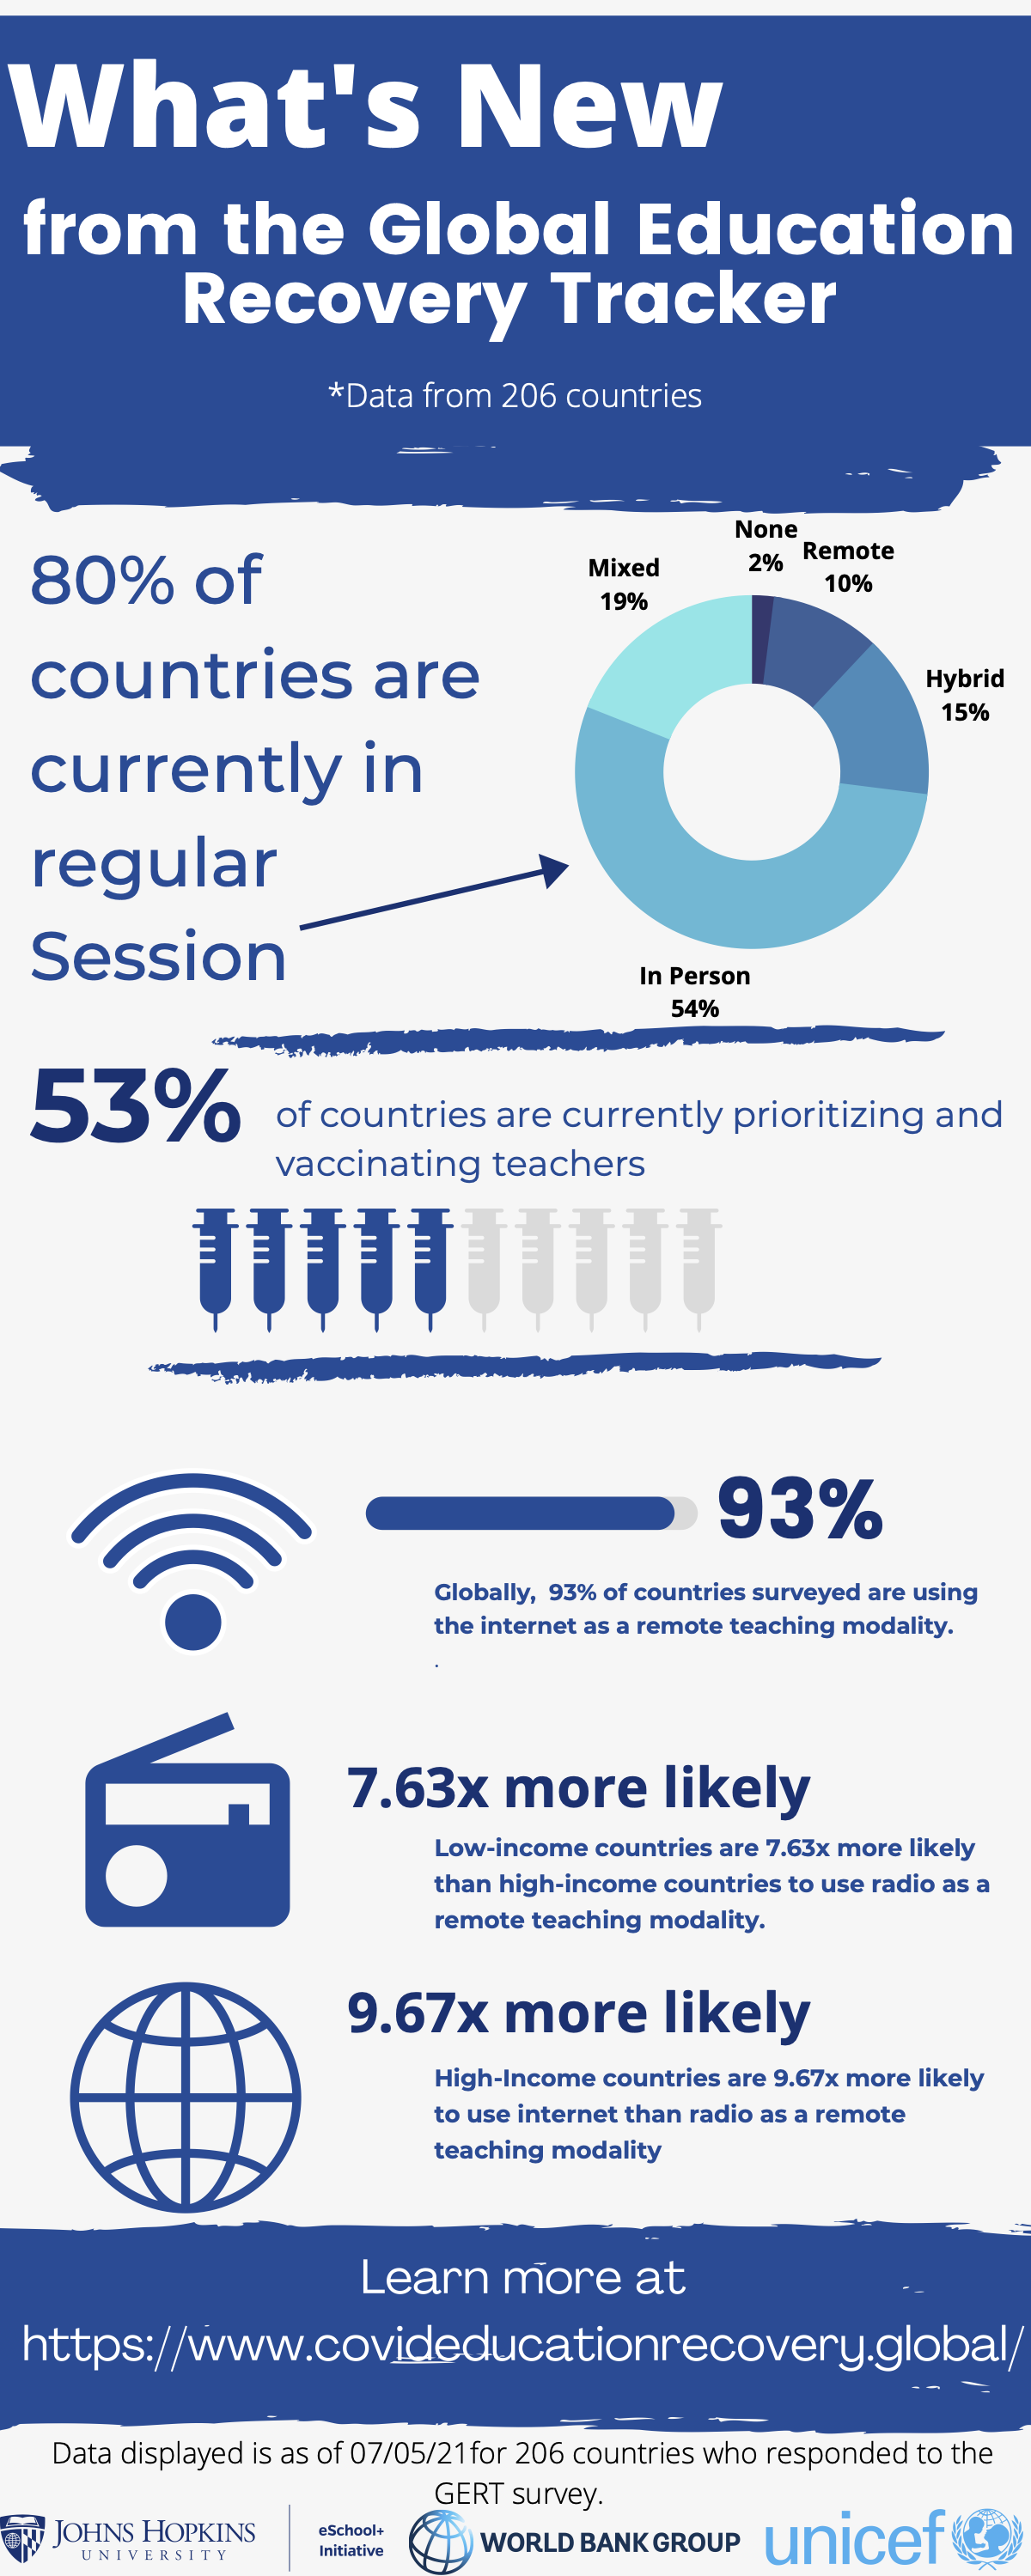 What's New
from the Global Education
Recovery Tracker
*Data from 206 countries
80% of
countries are
currently in
regular
Session
None
2%
Remote
10%
Mixed
19%
Hybrid
15%
In Person
54%
53%
of countries are currently prioritizing and
vaccinating teachers
93%
Globally,  93% of countries surveyed are using
the internet as a remote teaching modality.
.
7.63x more likely
Low-income countries are 7.63x more likely
than high-income countries to use radio as a
remote teaching modality.
9.67x more likely
High-Income countries are 9.67x more likely
to use internet than radio as a remote
teaching modality
Learn more at
https://www.covideducationrecovery.global/
Data displayed is as of 07/05/21for 206 countries who responded to the
GERT survey.
JOHNS HOPKINS
UNIVERSITY
eSchool+
Initiative
WORLD BANK GROUP
unicef